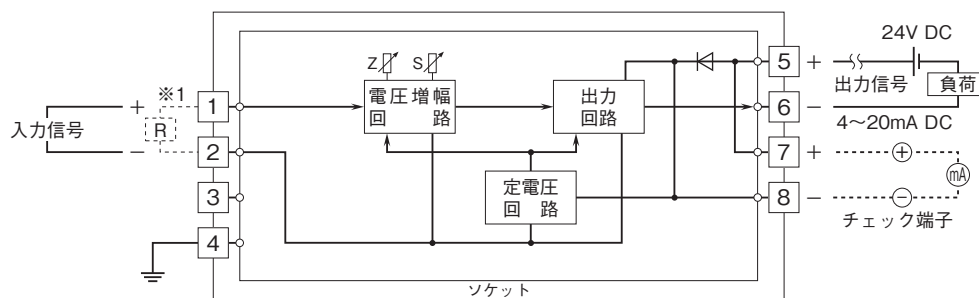 24V DC
5
+
出力信号
負荷
Z
S
※1
+
1
電圧増幅
回　路
出力
回路
6
−
入力信号
R
4～20mA DC
−
2
7
+
+
mA
3
定電圧
回　路
8
−
−
チェック端子
4
ソケット